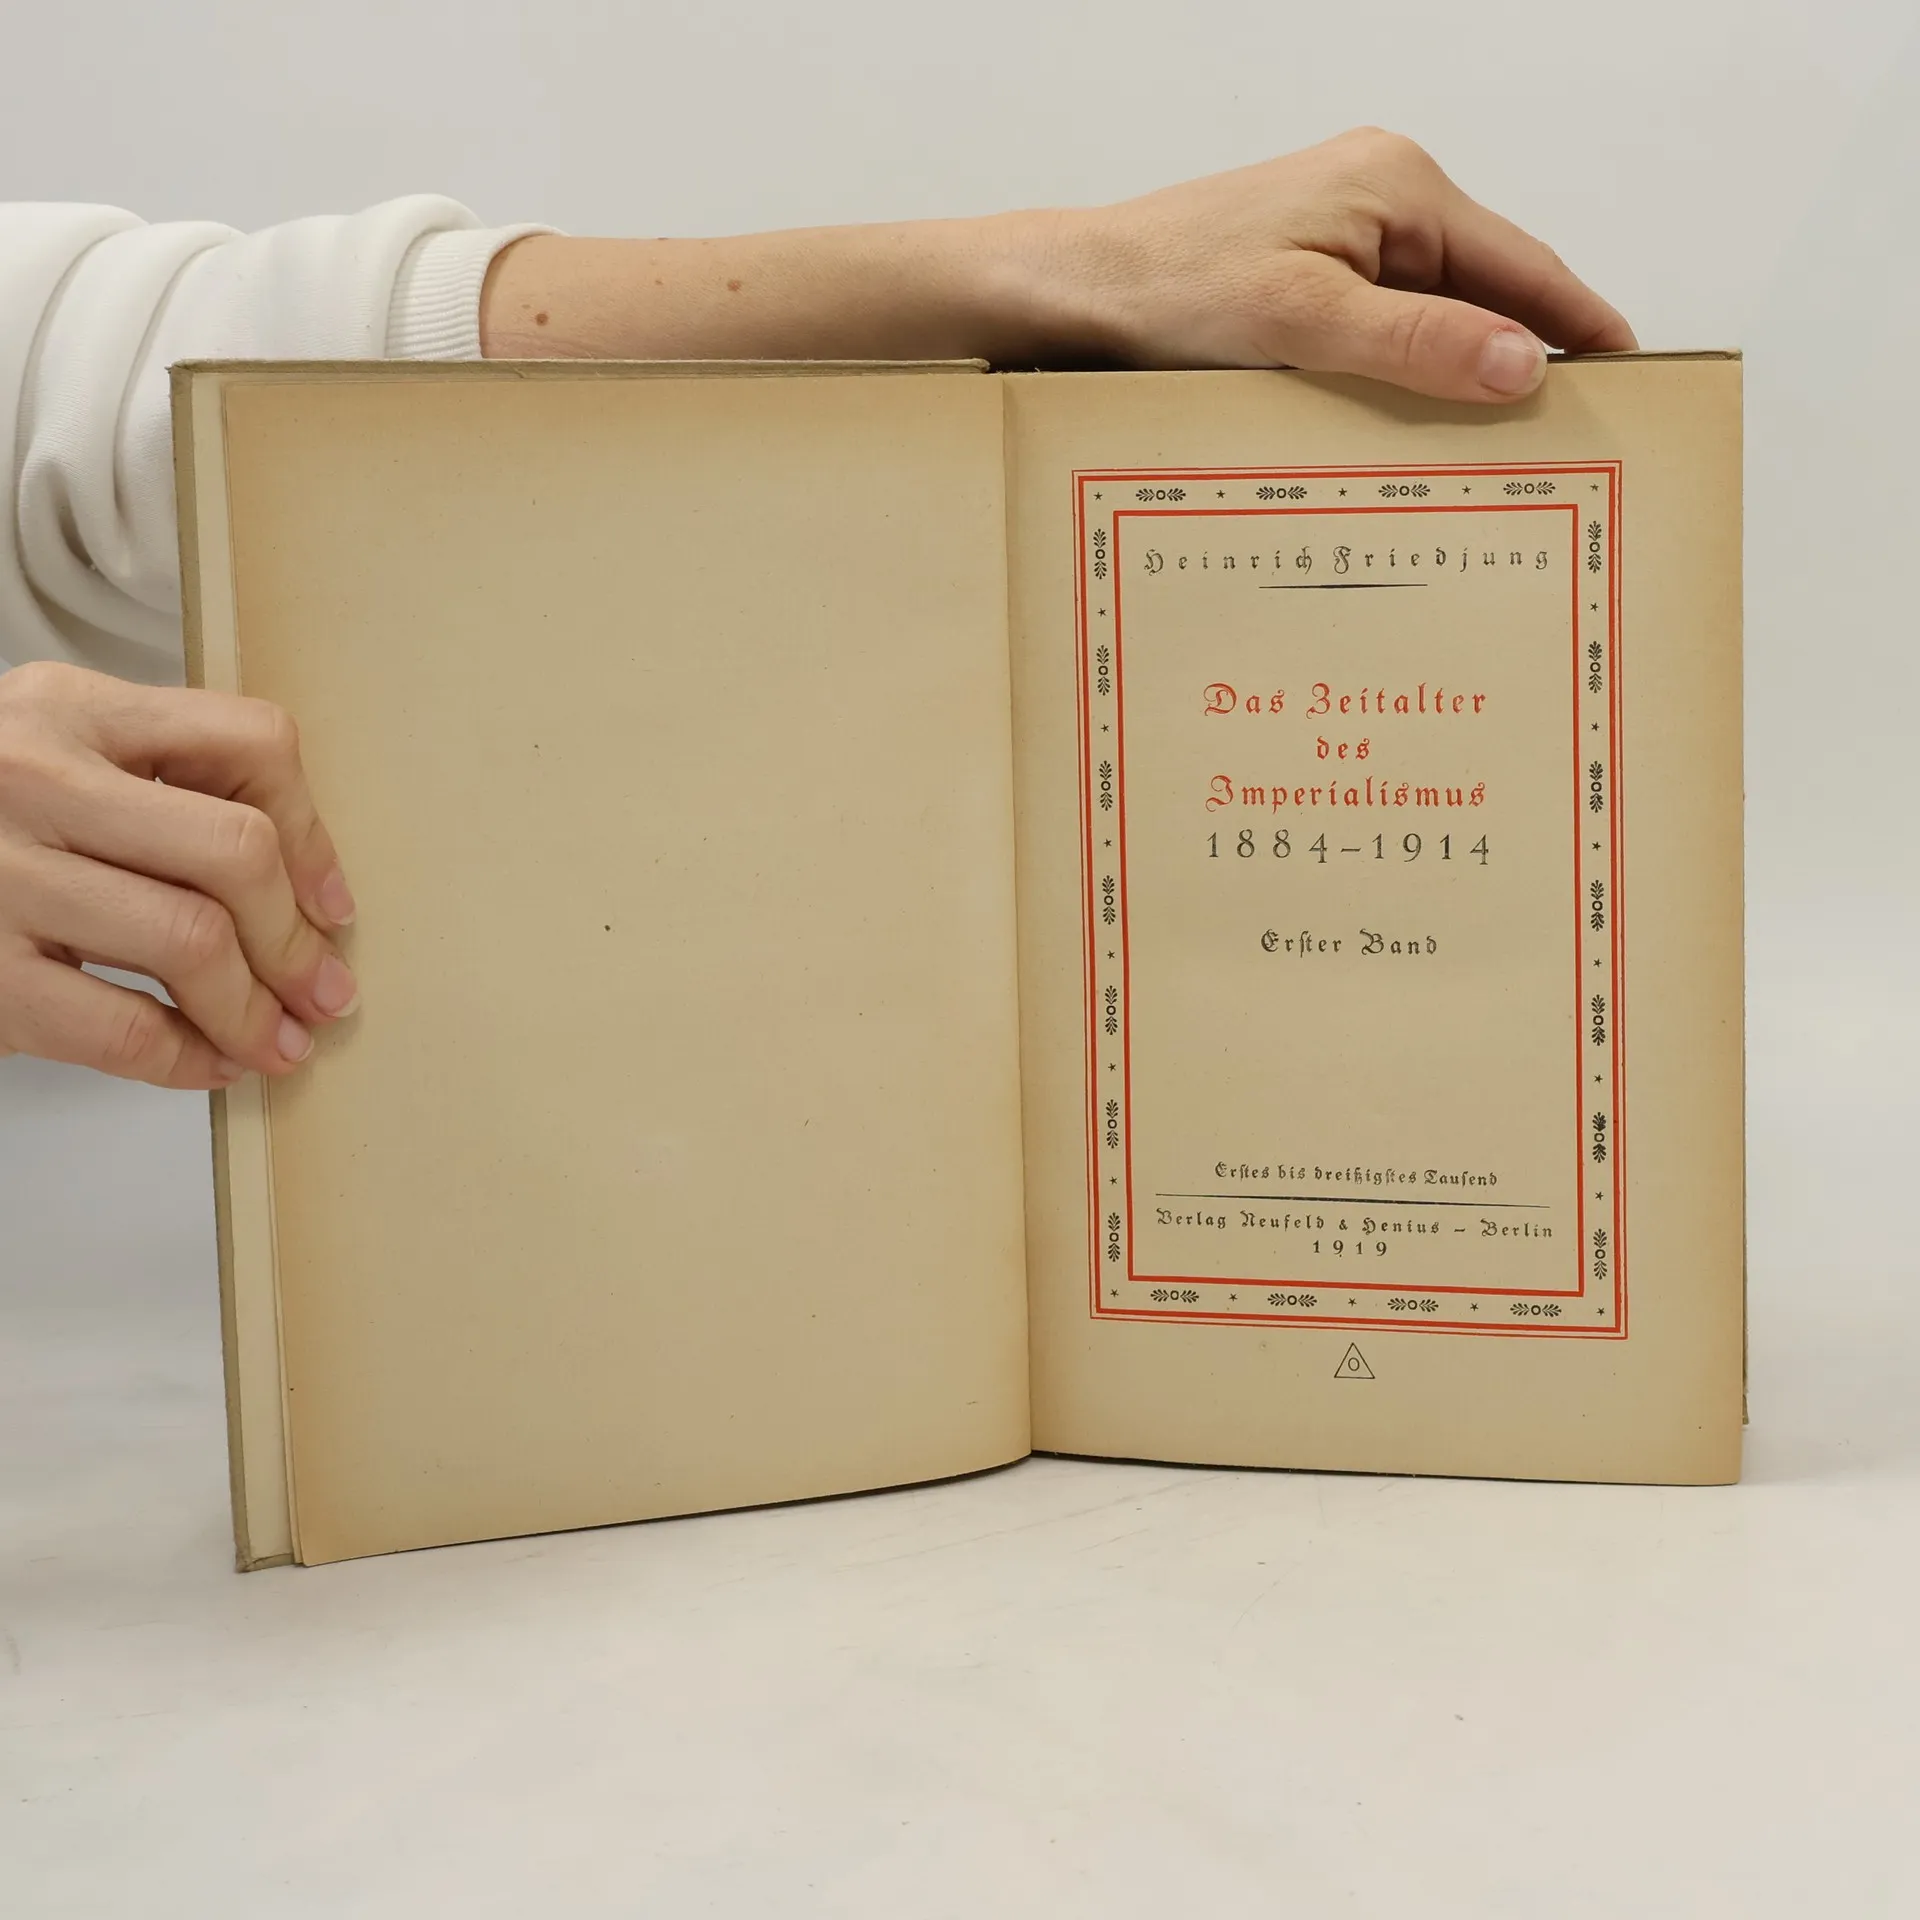 Heinrich Friedjung
Das Zeitalter
des
Imperialismus
1884–1914
Erſter Band
Erſtes bis dreißigſtes Tauſend
Verlag Neufeld & Henius – Berlin
1919
O